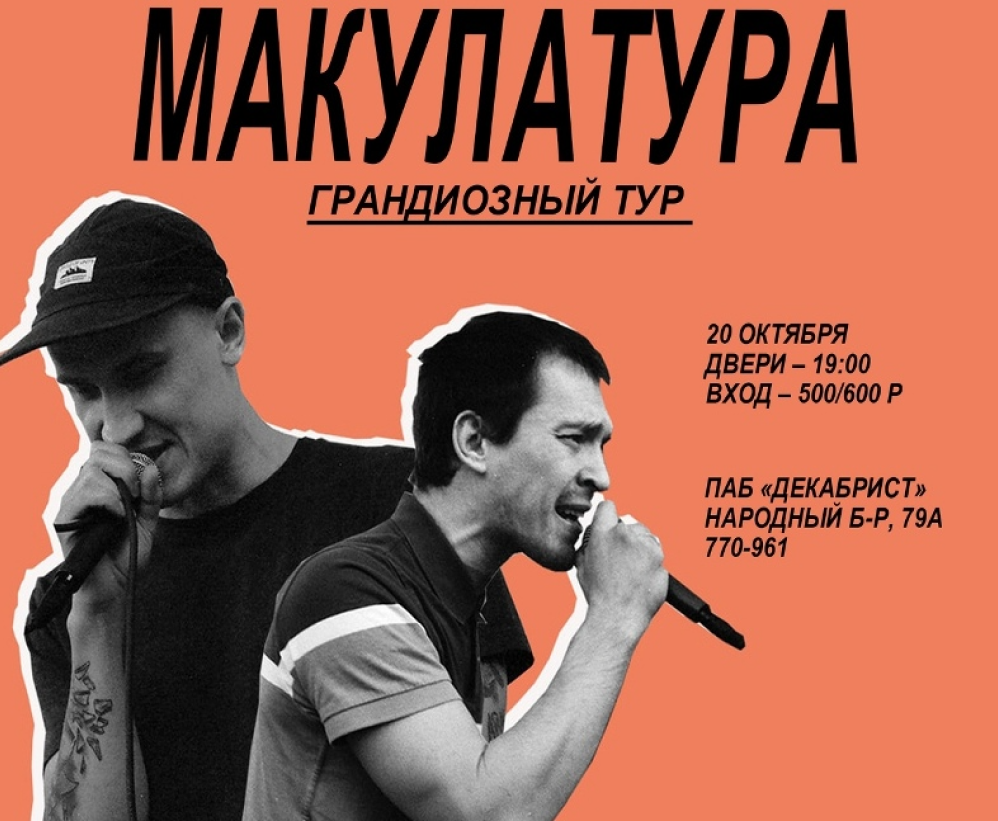 МАКУЛАТУРА
ГРАНДИОЗНЫЙ ТУР
20 ОКТЯБРЯ
ДВЕРИ – 19:00
ВХОД – 500/600 Р
ПАБ «ДЕКАБРИСТ»
НАРОДНЫЙ Б-Р, 79А
770-961